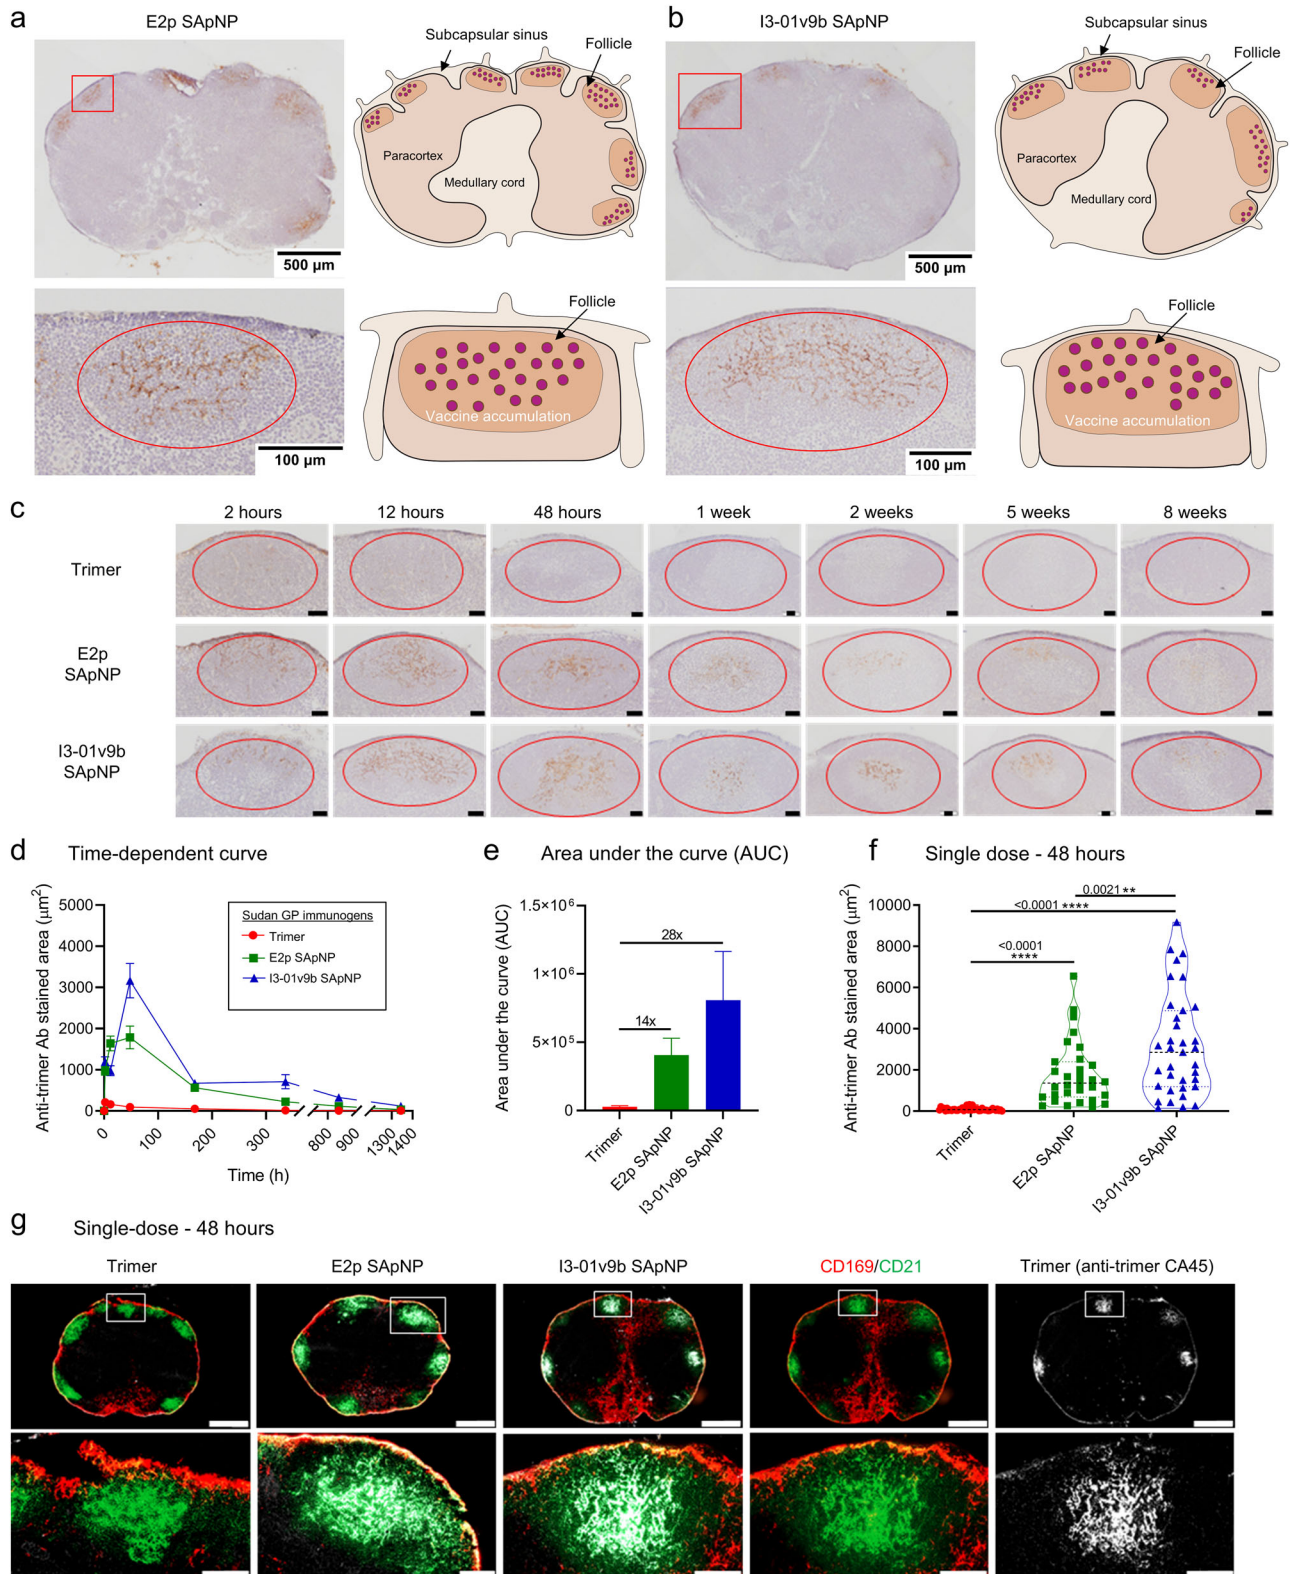 a
E2p SApNP
Subcapsular sinus
Follicle
Paracortex
Medullary cord
500 µm
Follicle
Vaccine accumulation
100 µm
b
I3-01v9b SApNP
Subcapsular sinus
Follicle
Paracortex
Medullary cord
500 µm
Follicle
Vaccine accumulation
100 µm
c
2 hours
12 hours
48 hours
1 week
2 weeks
5 weeks
8 weeks
Trimer
E2p
SApNP
I3-01v9b
SApNP
d
Time-dependent curve
Anti-trimer Ab stained area (µm²)
5000
4000
3000
2000
1000
0
Sudan GP immunogens
Trimer
E2p SApNP
I3-01v9b SApNP
0
100
200
300
800
900
1300
1400
Time (h)
e
Area under the curve (AUC)
Area under the curve (AUC)
1.5×10⁶
1×10⁶
5×10⁵
0
28x
14x
Trimer
E2p SApNP
I3-01v9b SApNP
f
Single dose - 48 hours
Anti-trimer Ab stained area (µm²)
10000
8000
6000
4000
2000
0
0.0021 **
<0.0001 ****
<0.0001
****
Trimer
E2p SApNP
I3-01v9b SApNP
g
Single-dose - 48 hours
Trimer
E2p SApNP
I3-01v9b SApNP
CD169/CD21
Trimer (anti-trimer CA45)